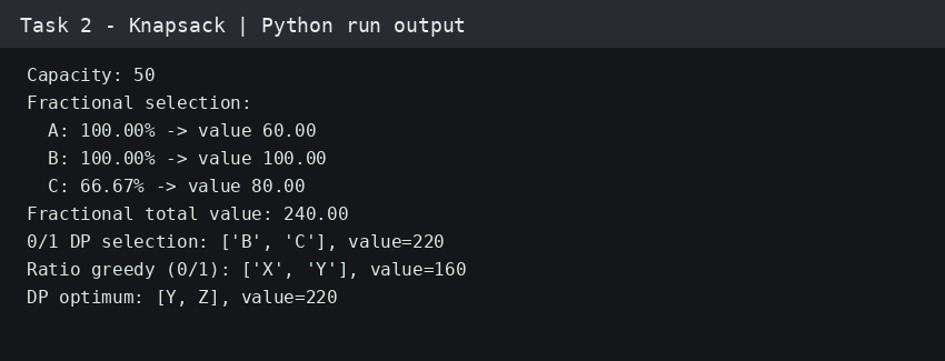 Task 2 - Knapsack | Python run output
Capacity: 50
Fractional selection:
  A: 100.00% -> value 60.00
  B: 100.00% -> value 100.00
  C: 66.67% -> value 80.00
Fractional total value: 240.00
0/1 DP selection: ['B', 'C'], value=220
Ratio greedy (0/1): ['X', 'Y'], value=160
DP optimum: [Y, Z], value=220